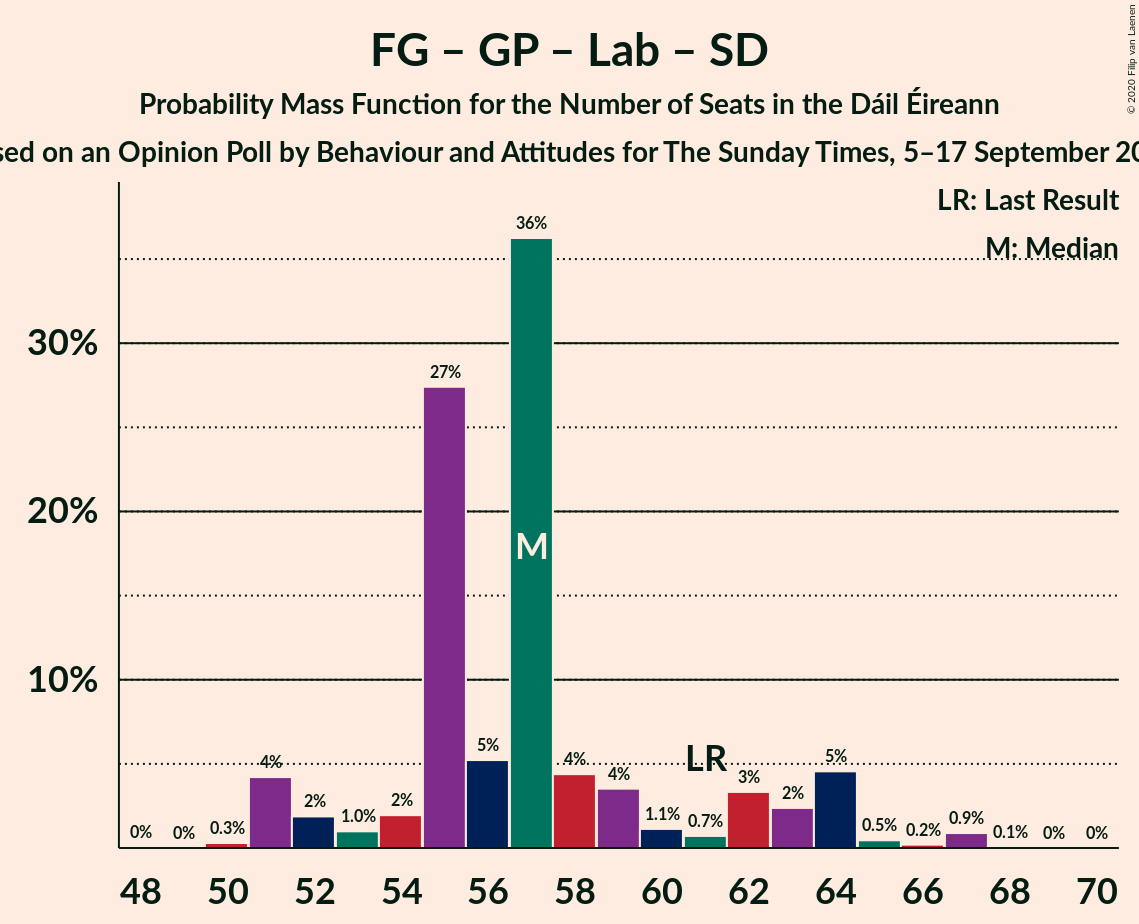 FG – GP – Lab – SD
Probability Mass Function for the Number of Seats in the Dáil Éireann
sed on an Opinion Poll by Behaviour and Attitudes for The Sunday Times, 5–17 September 20
© 2020 Filip van Laenen
LR: Last Result
M: Median
36%
30%
27%
20%
M
10%
LR
0% 0% 0.3% 4% 2% 1.0% 2% 5% 4% 4% 1.1% 0.7% 3% 2% 5% 0.5% 0.2% 0.9% 0.1% 0% 0%
48 50 52 54 56 58 60 62 64 66 68 70